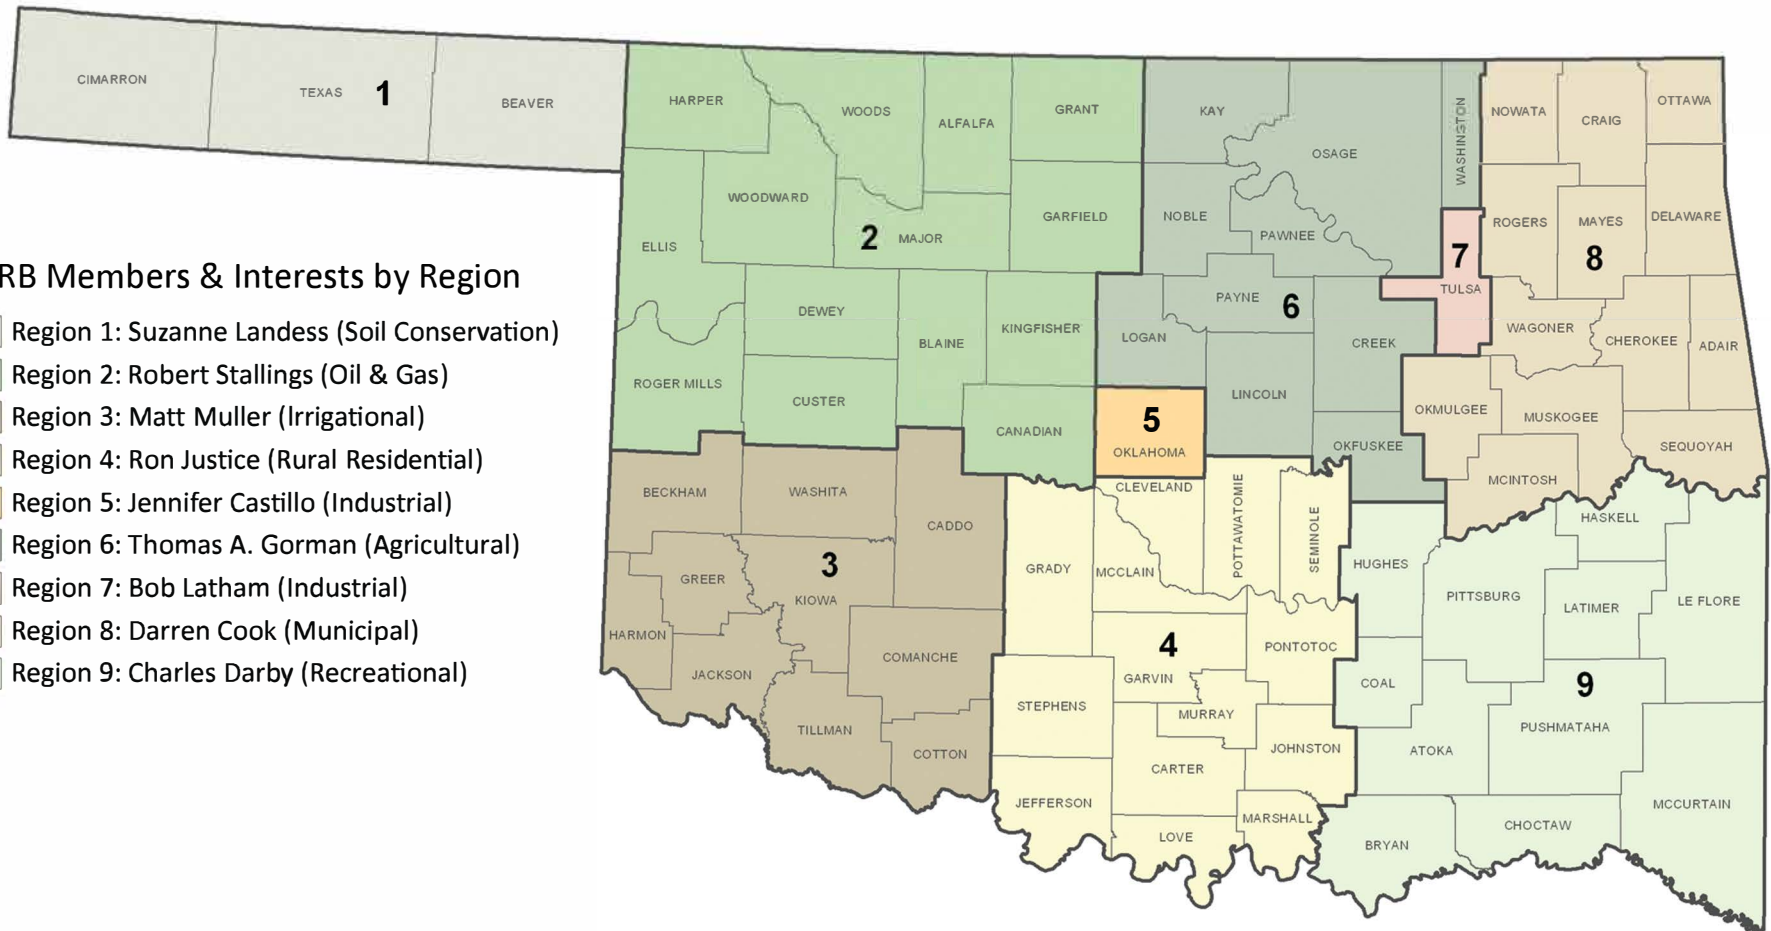 CIMARRON
TEXAS
1
BEAVER
HARPER
WOODS
ALFALFA
GRANT
KAY
OSAGE
WASHINGTON
NOWATA
CRAIG
OTTAWA
WOODWARD
ELLIS
2
MAJOR
GARFIELD
NOBLE
PAWNEE
7
TULSA
ROGERS
MAYES
DELAWARE
8
RB Members & Interests by Region
Region 1: Suzanne Landess (Soil Conservation)
Region 2: Robert Stallings (Oil & Gas)
Region 3: Matt Muller (Irrigational)
Region 4: Ron Justice (Rural Residential)
Region 5: Jennifer Castillo (Industrial)
Region 6: Thomas A. Gorman (Agricultural)
Region 7: Bob Latham (Industrial)
Region 8: Darren Cook (Municipal)
Region 9: Charles Darby (Recreational)
DEWEY
BLAINE
KINGFISHER
LOGAN
PAYNE
6
CREEK
WAGONER
CHEROKEE
ADAIR
ROGER MILLS
CUSTER
CANADIAN
5
OKLAHOMA
LINCOLN
OKFUSKEE
OKMULGEE
MUSKOGEE
SEQUOYAH
MCINTOSH
BECKHAM
WASHITA
CADDO
GREER
3
KIOWA
HARMON
JACKSON
COMANCHE
TILLMAN
COTTON
CLEVELAND
POTTAWATOMIE
SEMINOLE
GRADY
MCCLAIN
4
GARVIN
PONTOTOC
STEPHENS
MURRAY
JOHNSTON
CARTER
JEFFERSON
LOVE
MARSHALL
HASKELL
HUGHES
PITTSBURG
LATIMER
LE FLORE
COAL
9
PUSHMATAHA
ATOKA
MCCURTAIN
CHOCTAW
BRYAN